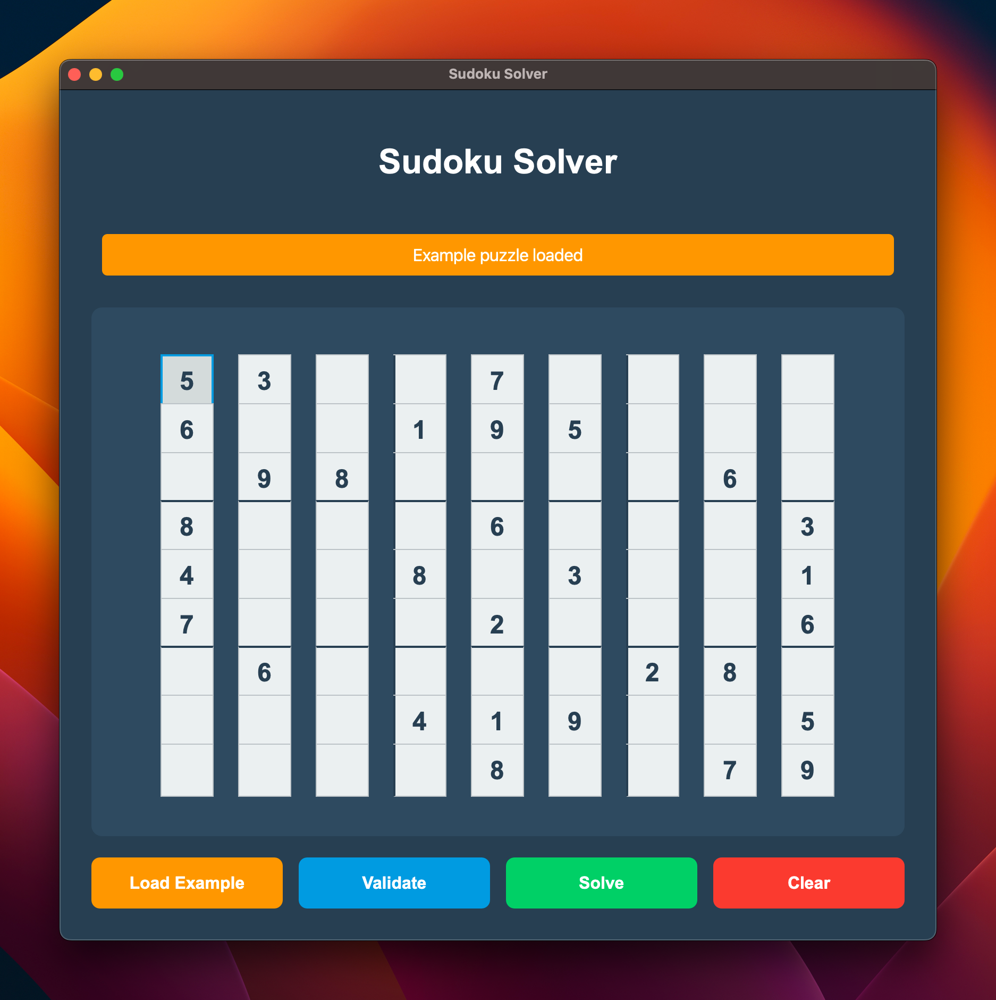 Sudoku Solver
Sudoku Solver
Example puzzle loaded
5 3 7
6 1 9 5
9 8 6
8 6 3
4 8 3 1
7 2 6
6 2 8
4 1 9 5
8 7 9
Load Example Validate Solve Clear